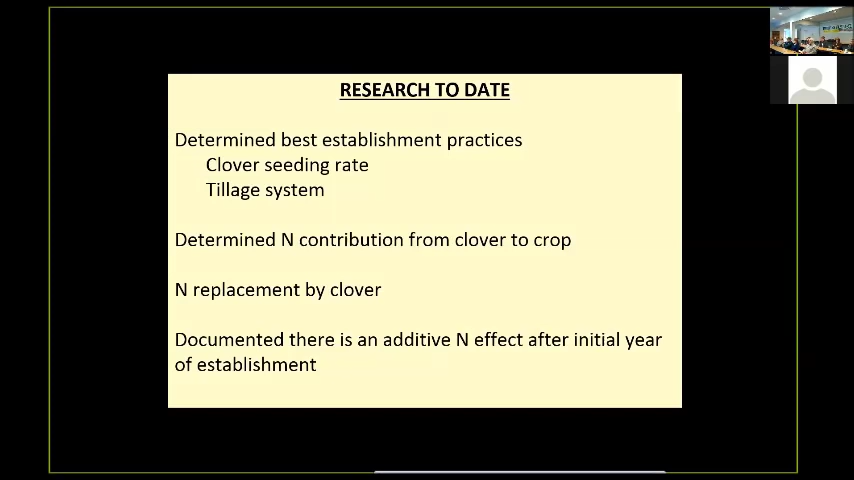 RESEARCH TO DATE
Determined best establishment practices
Clover seeding rate
Tillage system
Determined N contribution from clover to crop
N replacement by clover
Documented there is an additive N effect after initial year
of establishment